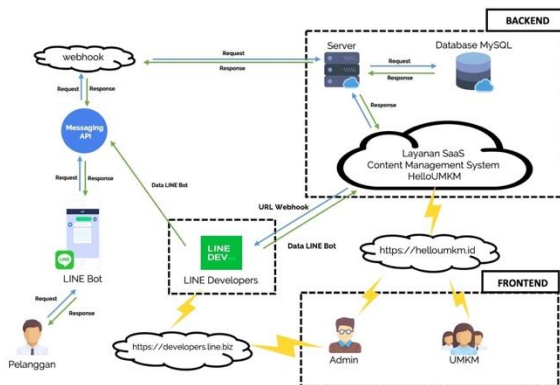 BACKEND
Server
Database MySQL
Request
Response
webhook
Request
Response
Request
Response
Response
Messaging
API
Layanan SaaS
Content Management System
HelloUMKM
Request
Response
Data LINE Bot
URL Webhook
Data LINE Bot
LINE
DEV
LINE Developers
LINE
LINE Bot
https://helloumkm.id
FRONTEND
Request
Response
Pelanggan
https://developers.line.biz
Admin
UMKM